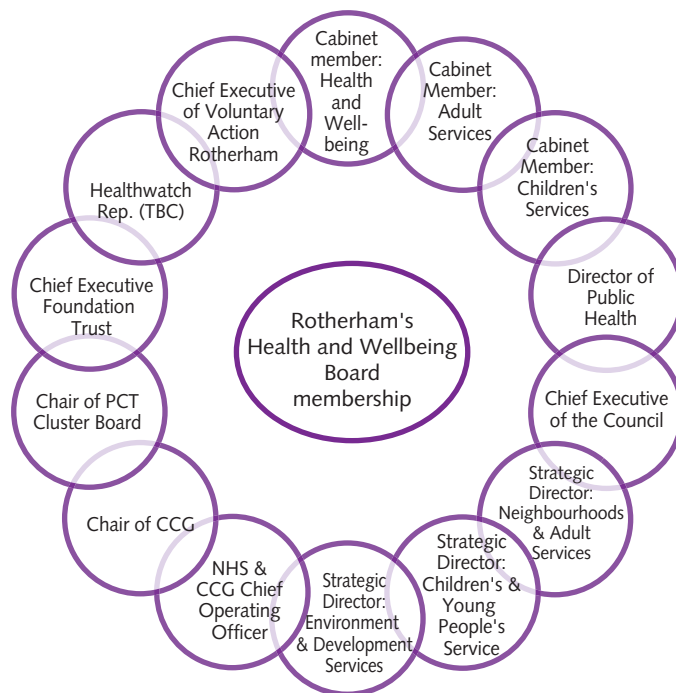 Cabinet
member:
Health
and
Well-
being
Cabinet
Member:
Adult
Services
Cabinet
Member:
Children's
Services
Director of
Public
Health
Chief Executive
of the Council
Strategic
Director:
Neighbourhoods
& Adult
Services
Strategic
Director:
Children's &
Young
People's
Service
Strategic
Director:
Environment
& Development
Services
NHS &
CCG Chief
Operating
Officer
Chair of CCG
Chair of PCT
Cluster Board
Chief Executive
Foundation
Trust
Healthwatch
Rep. (TBC)
Chief Executive
of Voluntary
Action
Rotherham
Rotherham's
Health and Wellbeing
Board
membership